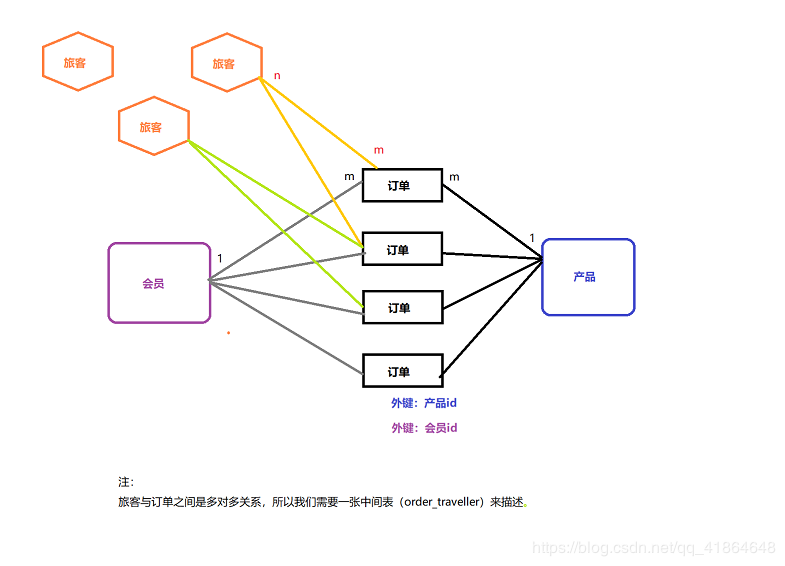 旅客
旅客
n
旅客
m
m
订单
m
1
订单
1
会员
产品
订单
订单
外键：产品id
外键：会员id
注：
旅客与订单之间是多对多关系，所以我们需要一张中间表（order_traveller）来描述。
https://blog.csdn.net/qq_41864648